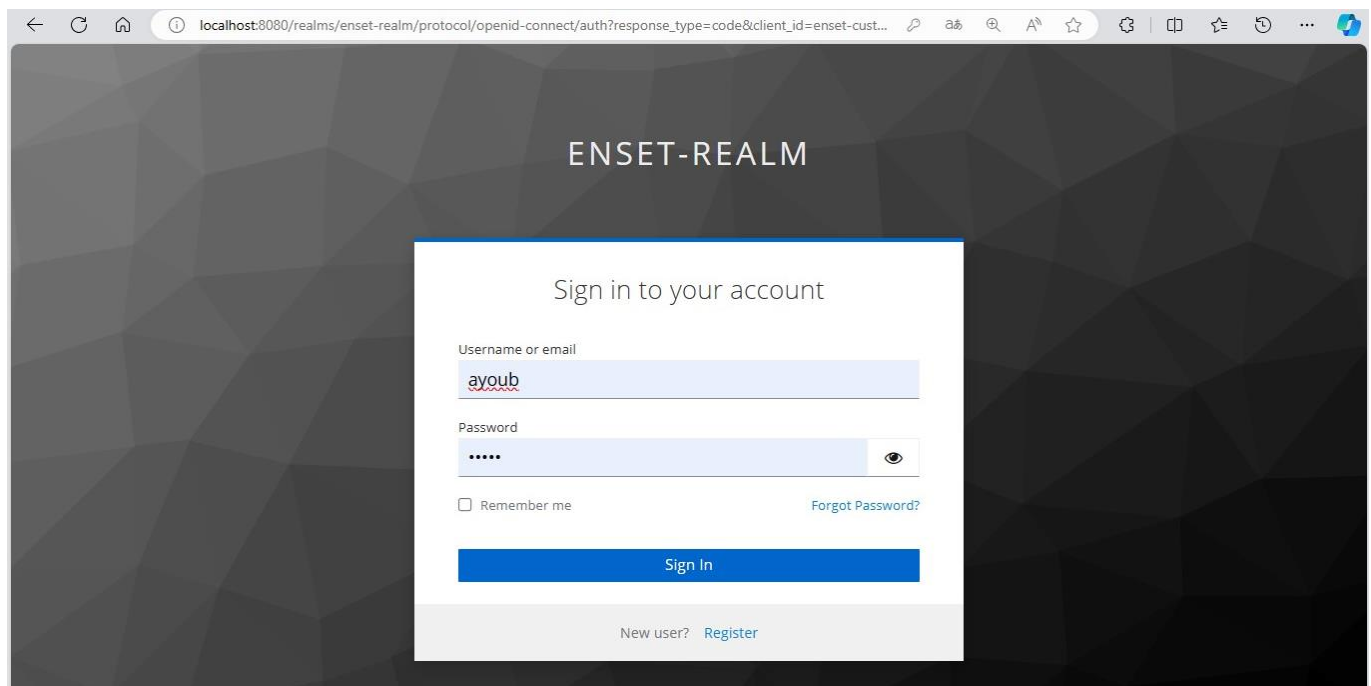 localhost:8080/realms/enset-realm/protocol/openid-connect/auth?response_type=code&client_id=enset-cust...
ENSET-REALM
Sign in to your account
Username or email
ayoub
Password
•••••
Remember me Forgot Password?
Sign In
New user? Register